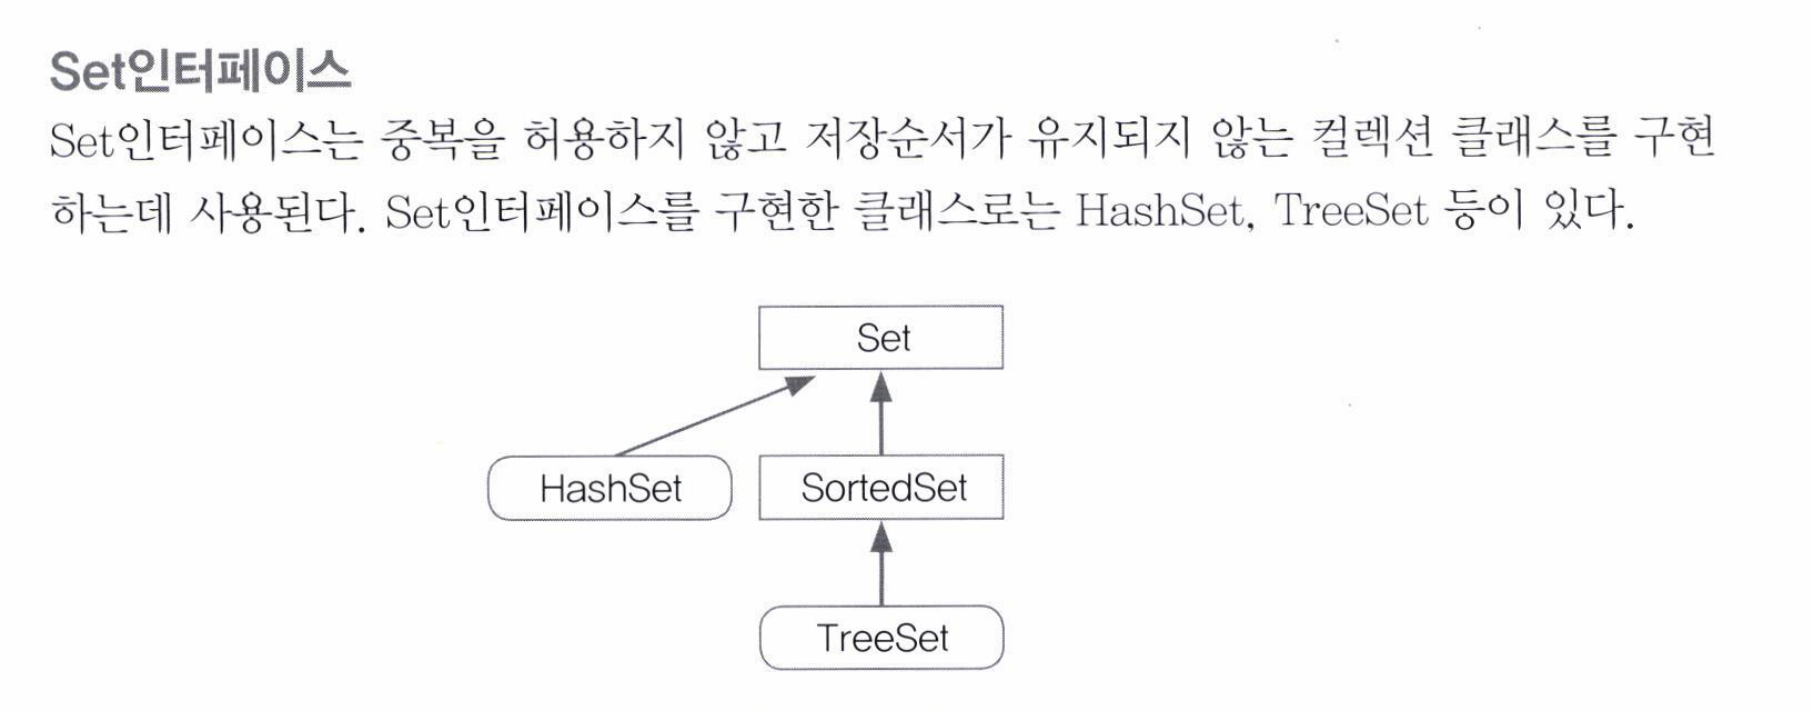 Set인터페이스
Set인터페이스는 중복을 허용하지 않고 저장순서가 유지되지 않는 컬렉션 클래스를 구현
하는데 사용된다. Set인터페이스를 구현한 클래스로는 HashSet, TreeSet 등이 있다.
Set
HashSet
SortedSet
TreeSet